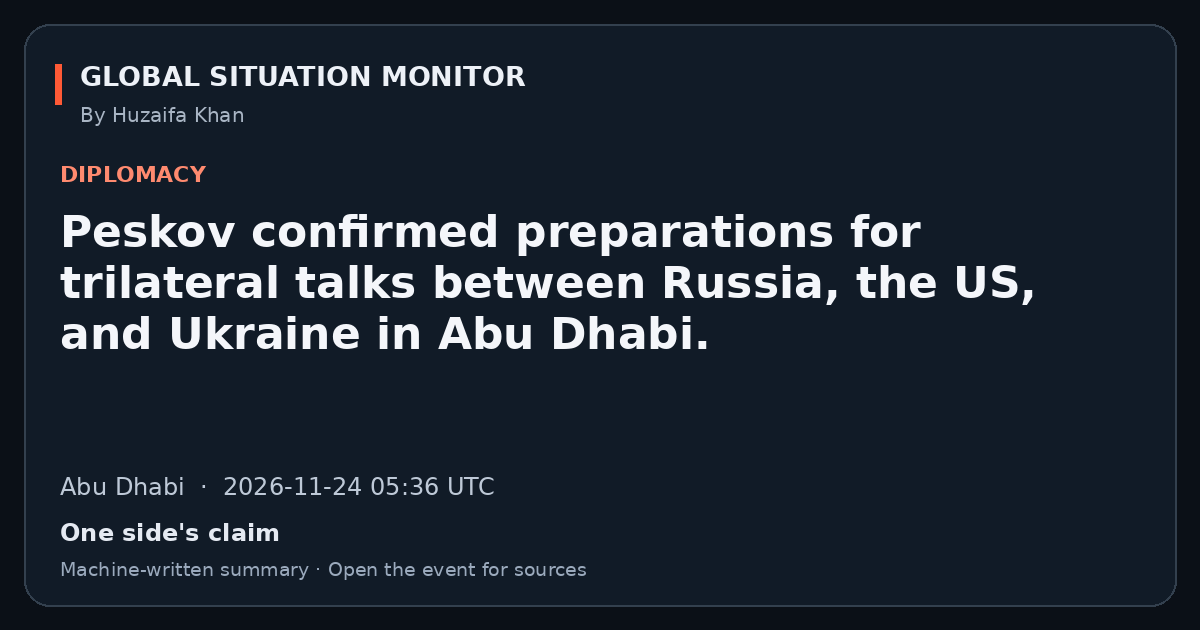 GLOBAL SITUATION MONITOR
By Huzaifa Khan
DIPLOMACY
Peskov confirmed preparations for
trilateral talks between Russia, the US,
and Ukraine in Abu Dhabi.
Abu Dhabi · 2026-11-24 05:36 UTC
One side's claim
Machine-written summary · Open the event for sources